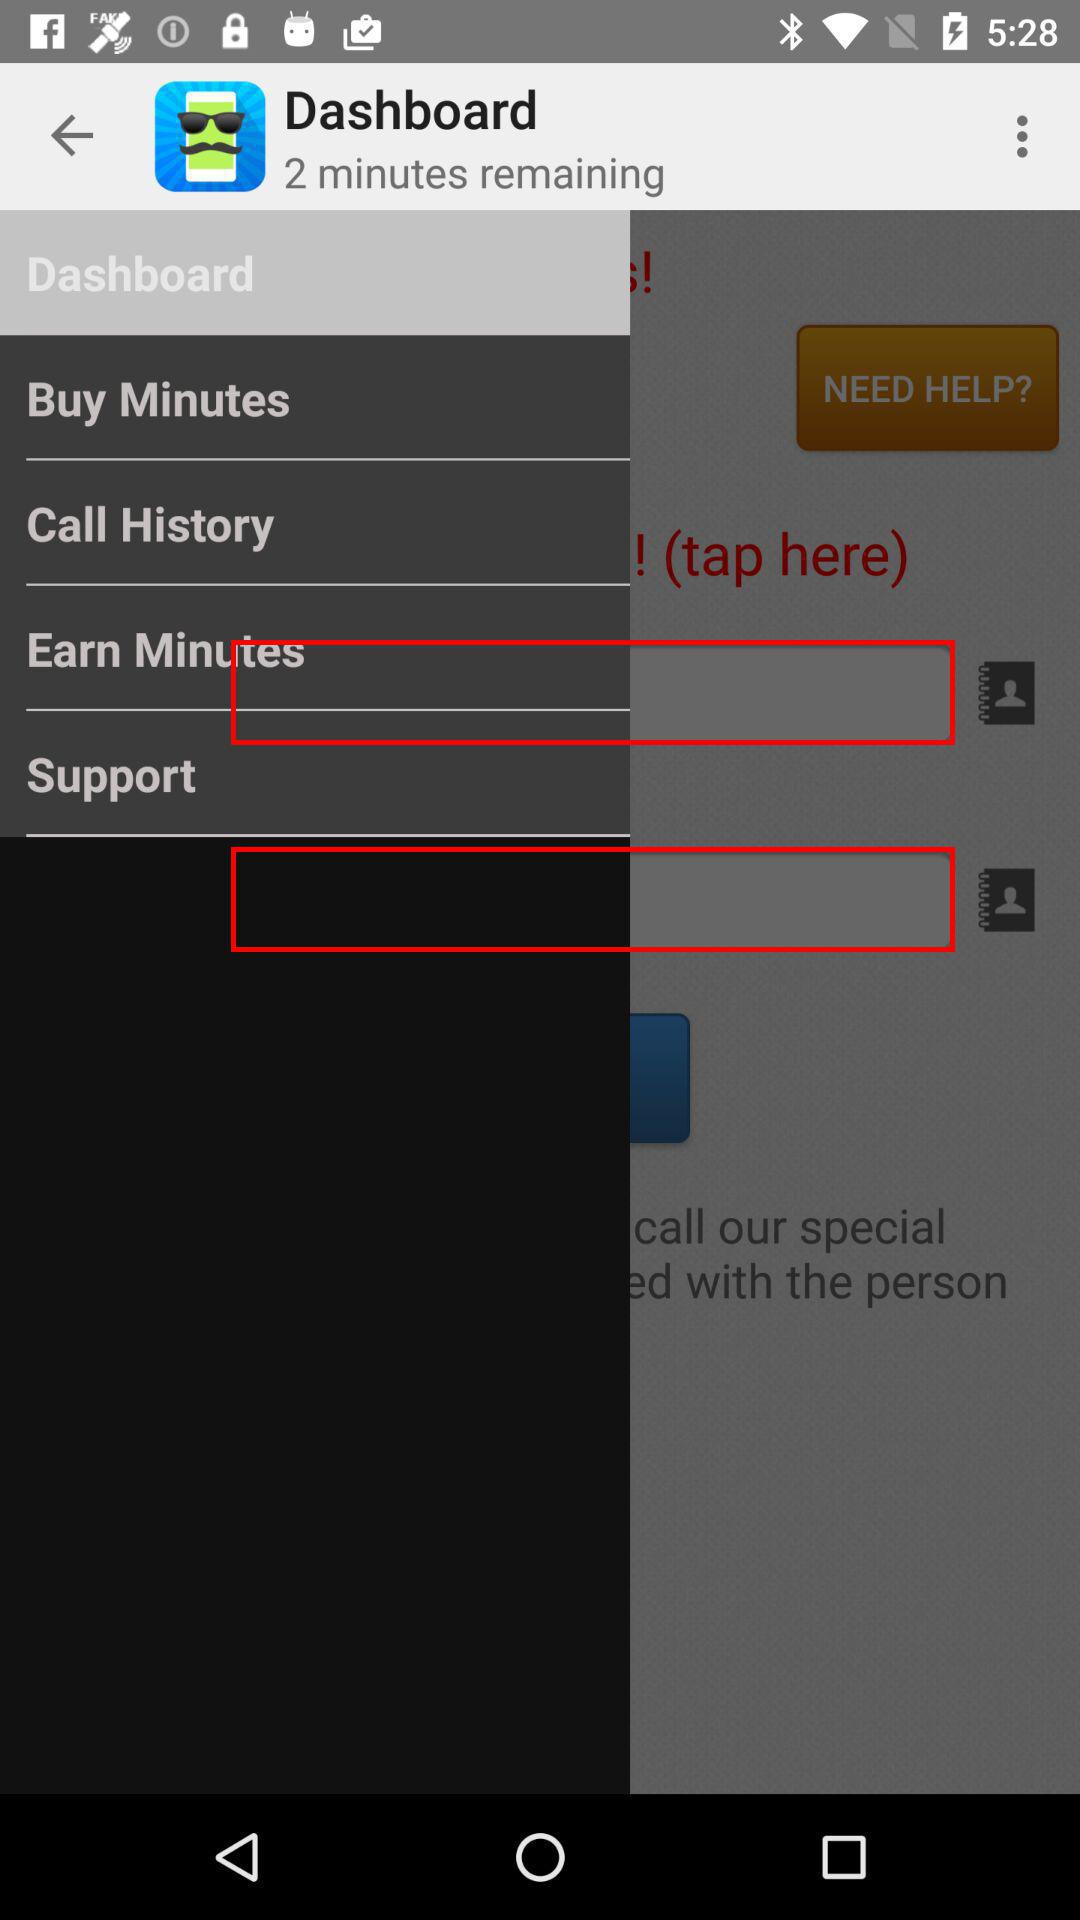 FAKE
5:28
Dashboard
2 minutes remaining
Dashboard
s!
Buy Minutes
NEED HELP?
Call History
! (tap here)
Earn Minutes
Support
call our special
ed with the person